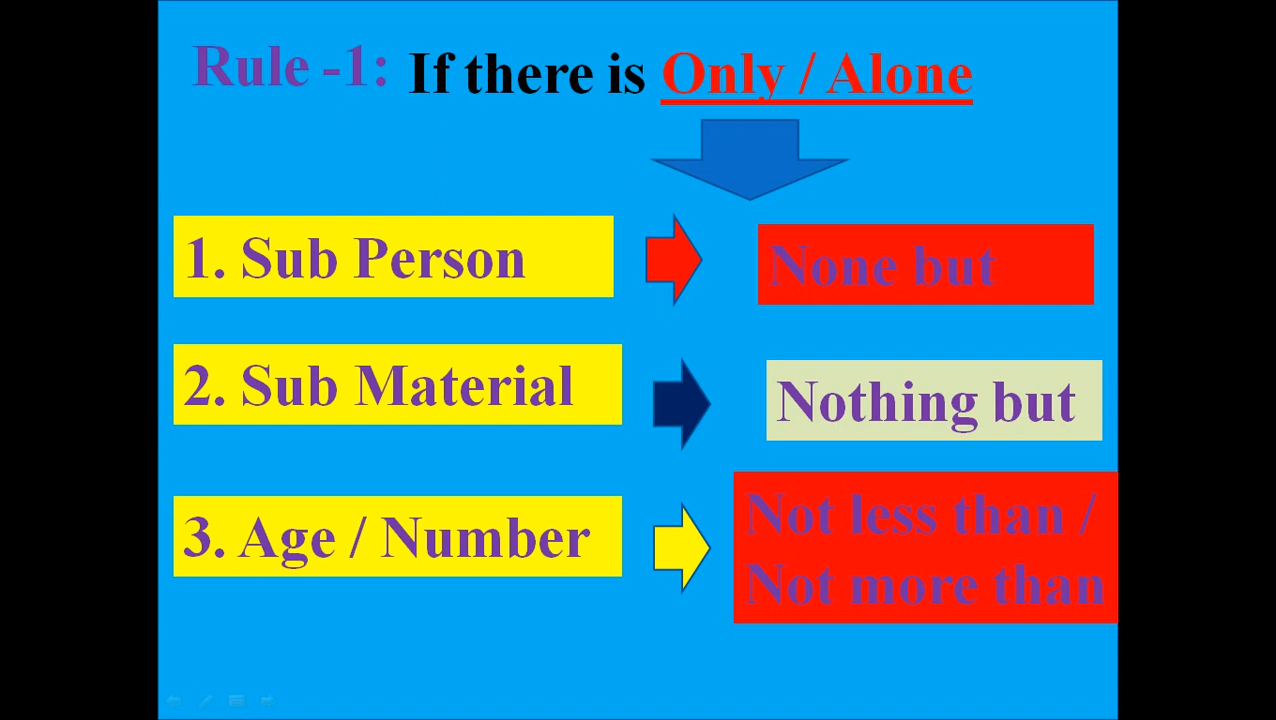 Rule -1: If there is Only / Alone
1. Sub Person
None but
2. Sub Material
Nothing but
3. Age / Number
Not less than /
Not more than